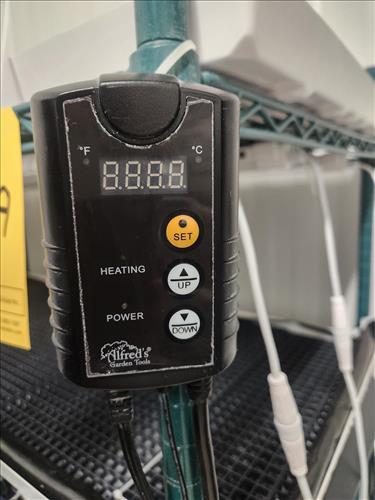 °F °C
8.8.8.8
SET
HEATING
UP
POWER
DOWN
Alfred's
Garden Tools